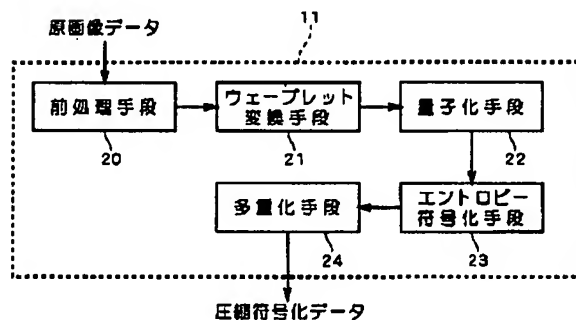 原画像データ
11
前処理手段
20
ウェーブレット
変換手段
21
量子化手段
22
エントロピー
符号化手段
23
多量化手段
24
圧縮符号化データ